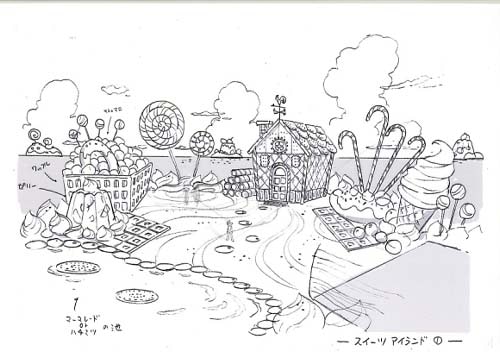 マシュマロ
ワッフル
ゼリー
マーマレード
or
ハチミツ の池
— スイーツ アイランド ① —